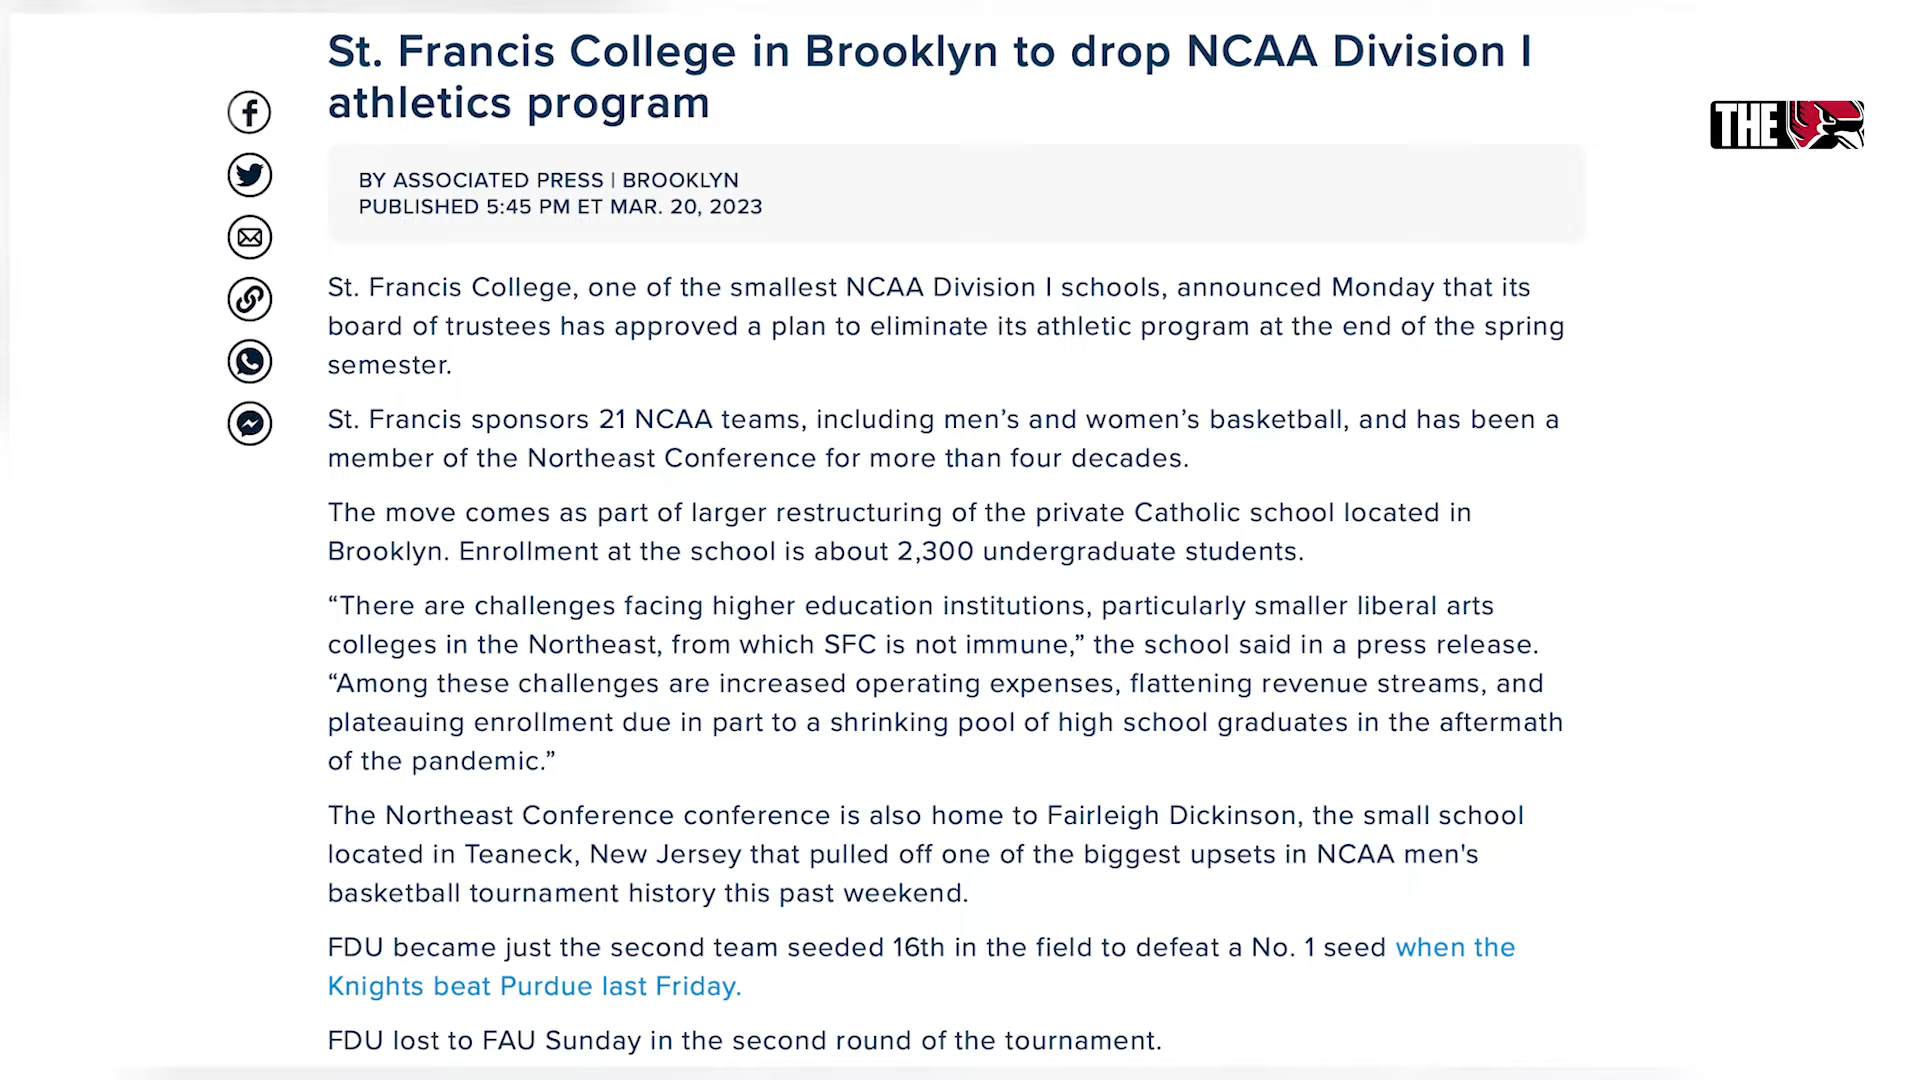 St. Francis College in Brooklyn to drop NCAA Division I
athletics program
THE
BY ASSOCIATED PRESS | BROOKLYN
PUBLISHED 5:45 PM ET MAR. 20, 2023
St. Francis College, one of the smallest NCAA Division I schools, announced Monday that its
board of trustees has approved a plan to eliminate its athletic program at the end of the spring
semester.
St. Francis sponsors 21 NCAA teams, including men’s and women’s basketball, and has been a
member of the Northeast Conference for more than four decades.
The move comes as part of larger restructuring of the private Catholic school located in
Brooklyn. Enrollment at the school is about 2,300 undergraduate students.
“There are challenges facing higher education institutions, particularly smaller liberal arts
colleges in the Northeast, from which SFC is not immune,” the school said in a press release.
“Among these challenges are increased operating expenses, flattening revenue streams, and
plateauing enrollment due in part to a shrinking pool of high school graduates in the aftermath
of the pandemic.”
The Northeast Conference conference is also home to Fairleigh Dickinson, the small school
located in Teaneck, New Jersey that pulled off one of the biggest upsets in NCAA men's
basketball tournament history this past weekend.
FDU became just the second team seeded 16th in the field to defeat a No. 1 seed when the
Knights beat Purdue last Friday.
FDU lost to FAU Sunday in the second round of the tournament.